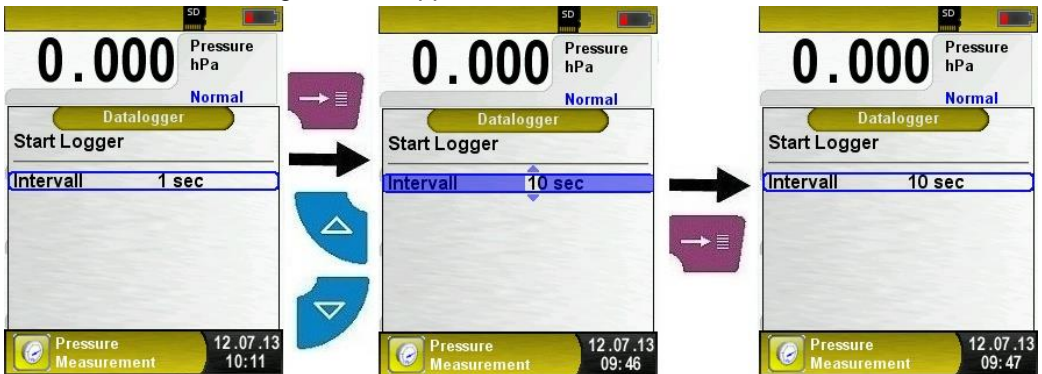 SD
0.000 Pressure
hPa
Normal
Datalogger
Start Logger
Intervall 1 sec
Pressure
Measurement
12.07.13
10:11
SD
0.000 Pressure
hPa
Normal
Datalogger
Start Logger
Intervall 10 sec
Pressure
Measurement
12.07.13
09:46
SD
0.000 Pressure
hPa
Normal
Datalogger
Start Logger
Intervall 10 sec
Pressure
Measurement
12.07.13
09:47